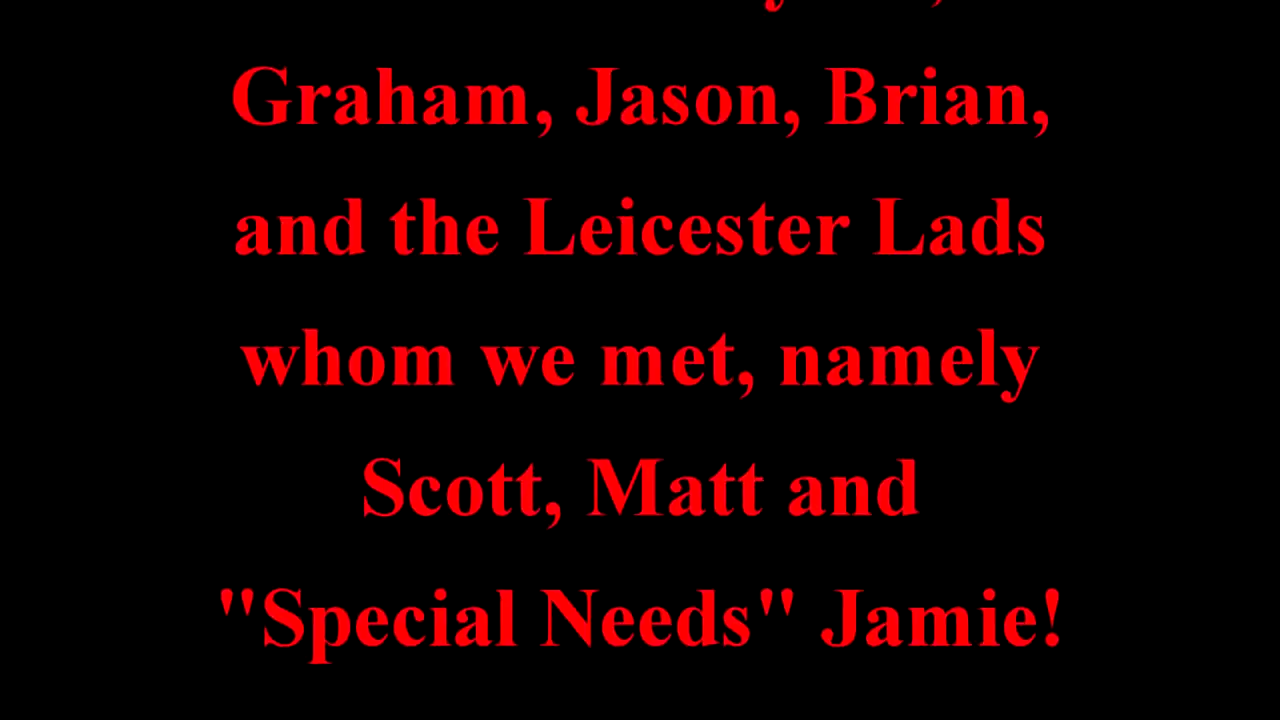 Graham, Jason, Brian,
and the Leicester Lads
whom we met, namely
Scott, Matt and
"Special Needs" Jamie!